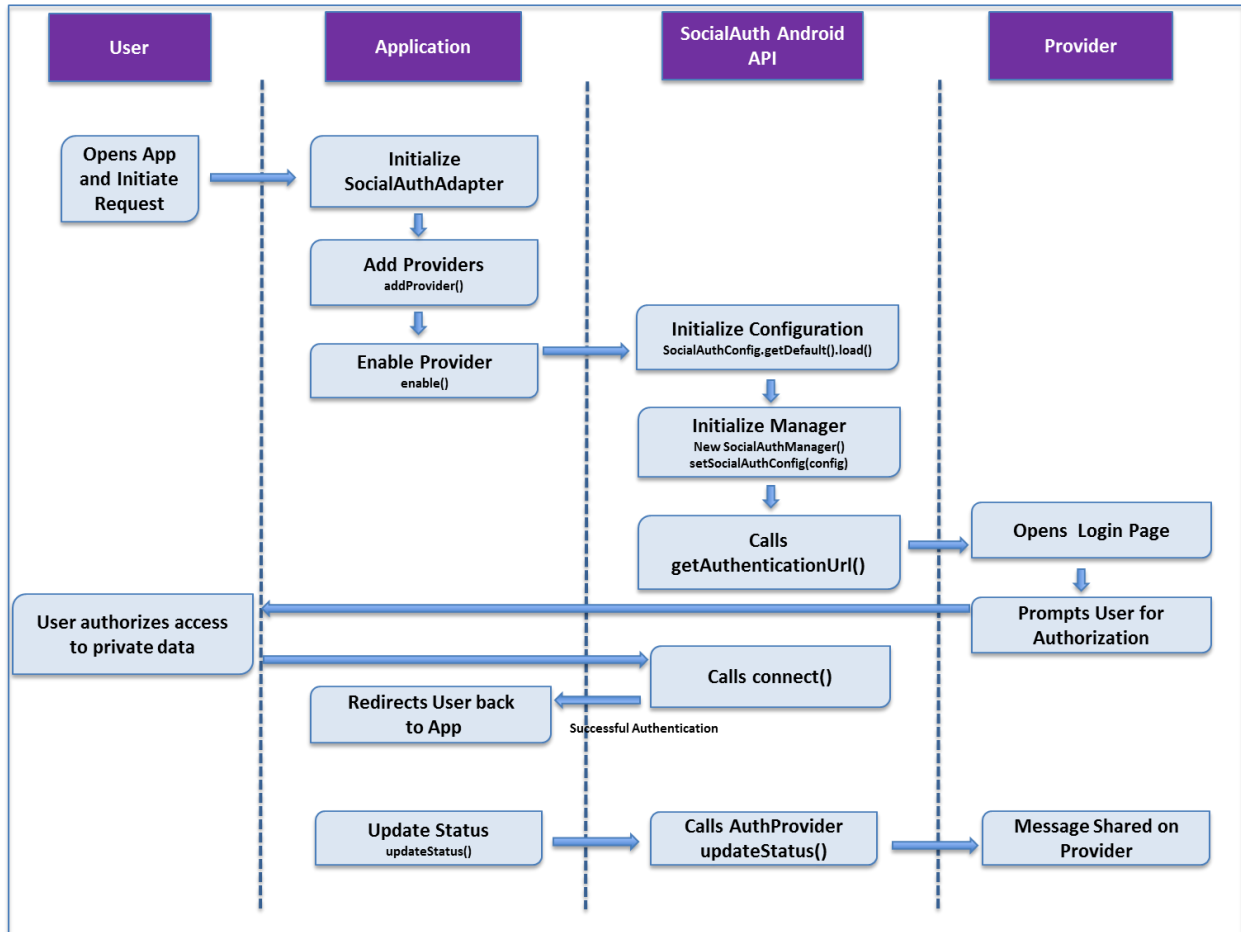 User
Application
SocialAuth Android
API
Provider
Opens App
and Initiate
Request
Initialize
SocialAuthAdapter
Add Providers
addProvider()
Enable Provider
enable()
Initialize Configuration
SocialAuthConfig.getDefault().load()
Initialize Manager
New SocialAuthManager()
setSocialAuthConfig(config)
Calls
getAuthenticationUrl()
Opens  Login Page
Prompts User for
Authorization
User authorizes access
to private data
Calls connect()
Redirects User back
to App
Successful Authentication
Update Status
updateStatus()
Calls AuthProvider
updateStatus()
Message Shared on
Provider